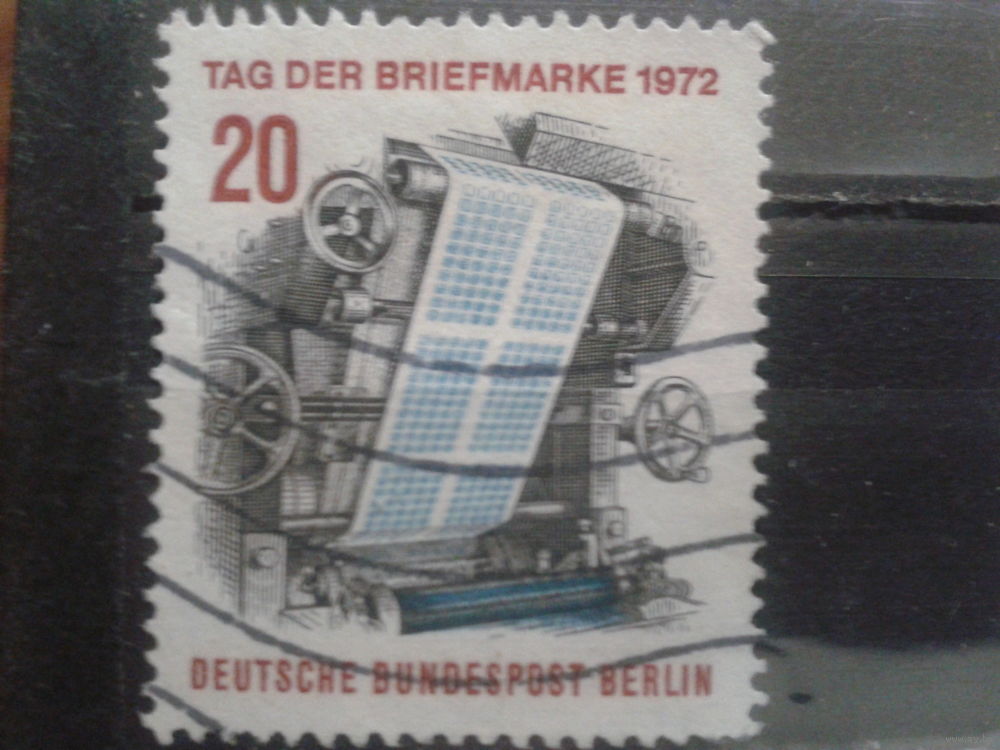 TAG DER BRIEFMARKE 1972
20
DEUTSCHE BUNDESPOST BERLIN